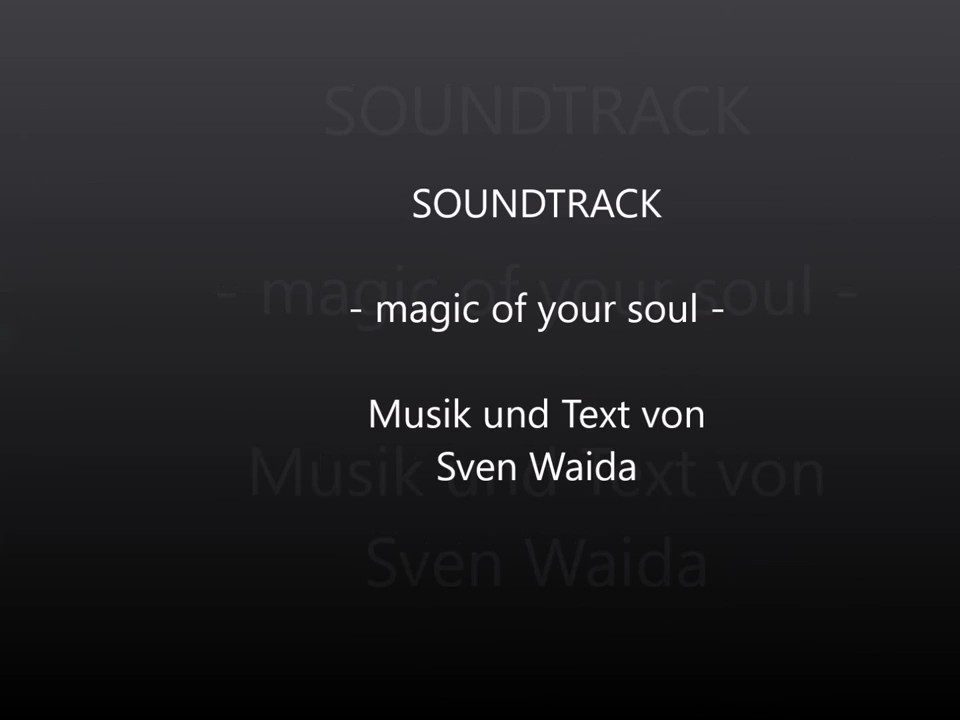 SOUNDTRACK
- magic of your soul -
Musik und Text von
Sven Waida